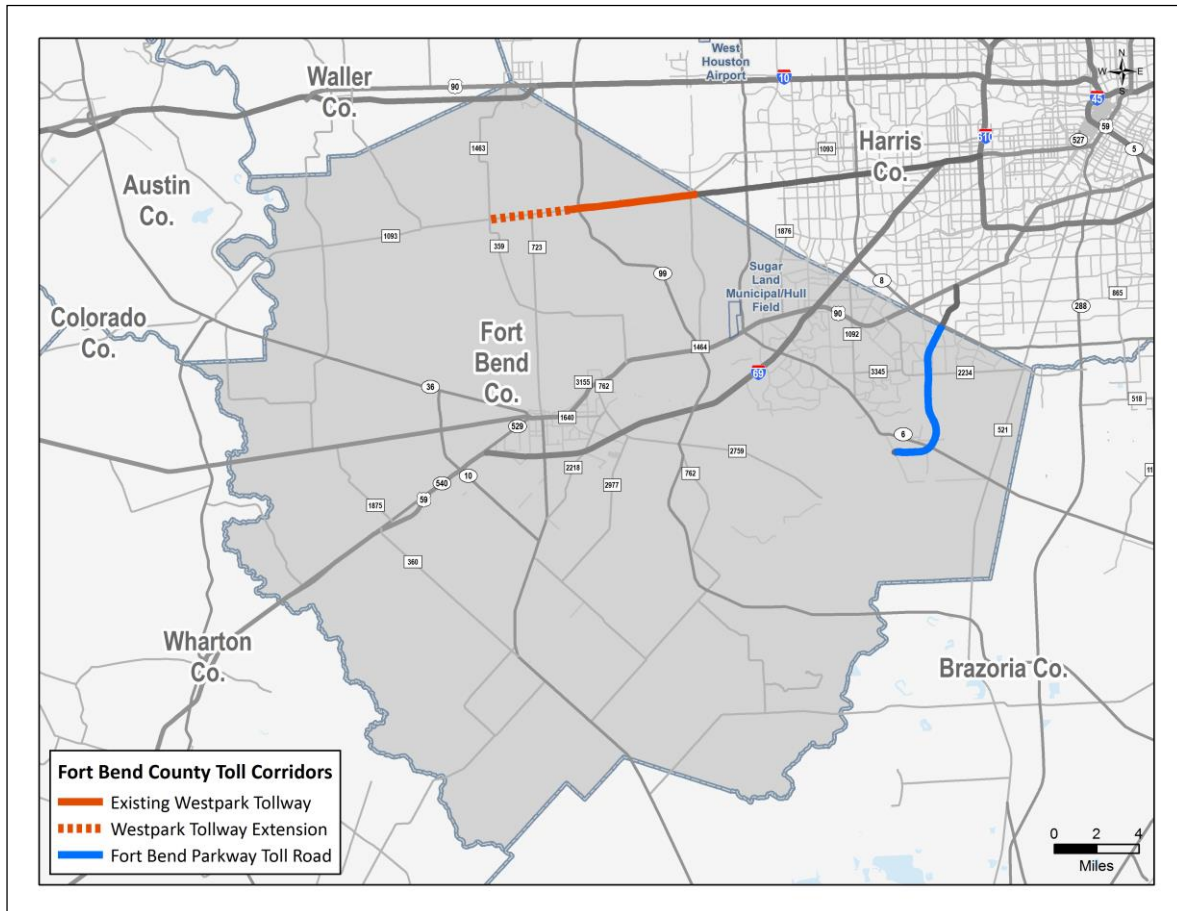 West
Houston
Airport
N
W E
S
Waller
Co.
90
10
45
59
527
5
610
1463
1093
Harris
Co.
Austin
Co.
1093
359
723
1876
99
8
Sugar
Land
Municipal/Hull
Field
865
288
Colorado
Co.
90
1092
Fort
Bend
Co.
1464
3345
2234
69
36
3155
762
518
1640
529
521
6
2759
2218
540
10
762
2977
59
1875
11
360
Wharton
Co.
Brazoria Co.
Fort Bend County Toll Corridors
Existing Westpark Tollway
Westpark Tollway Extension
Fort Bend Parkway Toll Road
0 2 4
Miles